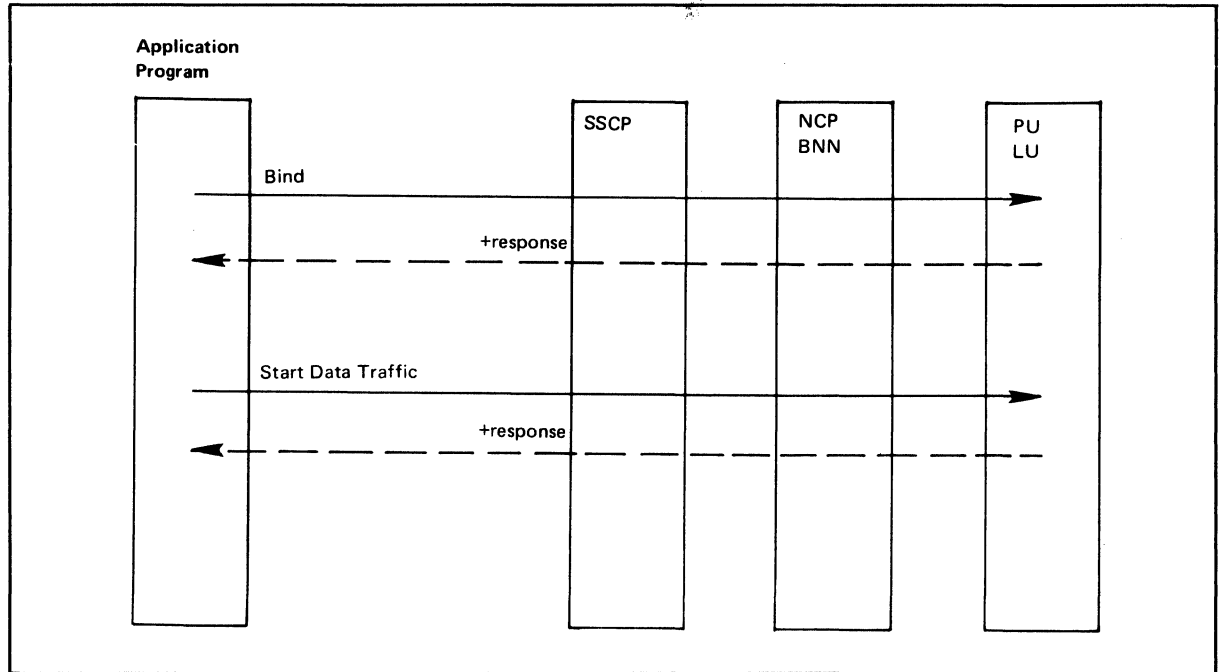 Application
Program
SSCP
NCP
BNN
PU
LU
Bind
+response
Start Data Traffic
+response